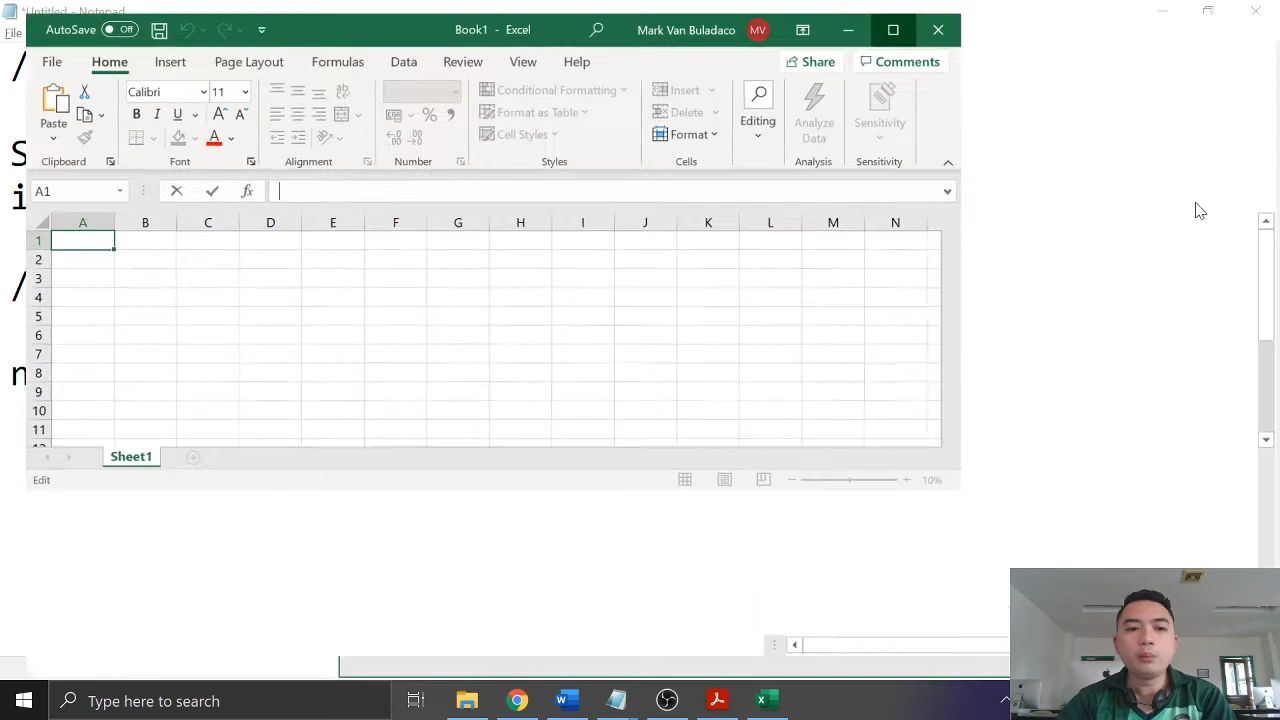 *Untitled - Notepad
File
AutoSave Off Book1 - Excel Mark Van Buladaco MV
File Home Insert Page Layout Formulas Data Review View Help Share Comments
Paste Calibri 11 B I U A Conditional Formatting Format as Table Cell Styles Insert Delete Format Editing Analyze Data Sensitivity
Clipboard Font Alignment Number Styles Cells Analysis Sensitivity
A1 fx
A B C D E F G H I J K L M N
1
2
3
4
5
6
7
8
9
10
11
Sheet1
Edit 10%
Type here to search